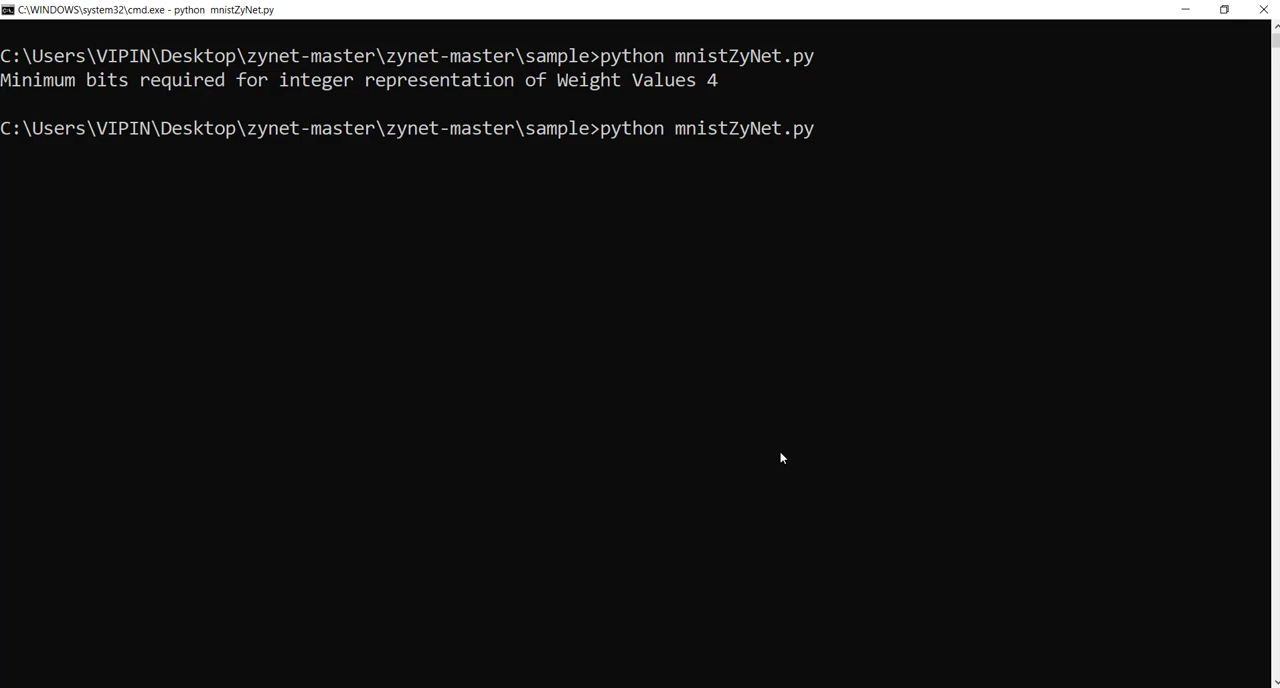 C:\WINDOWS\system32\cmd.exe - python  mnistZyNet.py
C:\Users\VIPIN\Desktop\zynet-master\zynet-master\sample>python mnistZyNet.py
Minimum bits required for integer representation of Weight Values 4
C:\Users\VIPIN\Desktop\zynet-master\zynet-master\sample>python mnistZyNet.py